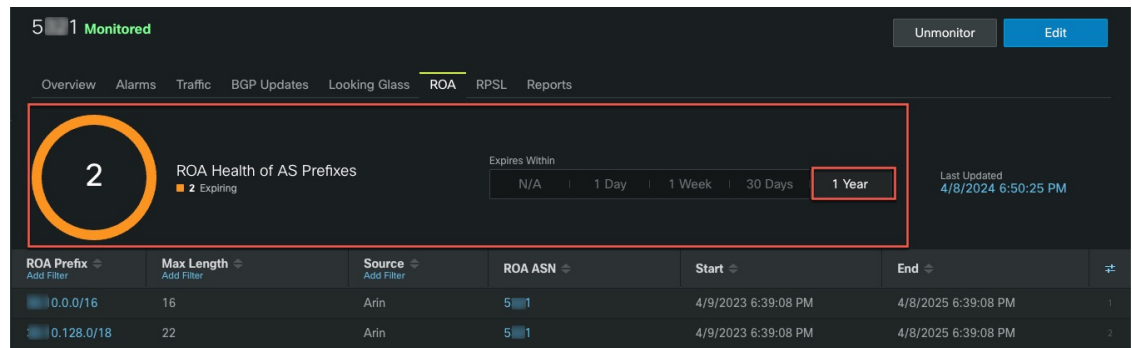 5 1 Monitored
Unmonitor Edit
Overview Alarms Traffic BGP Updates Looking Glass ROA RPSL Reports
2
ROA Health of AS Prefixes
2 Expiring
Expires Within
N/A 1 Day 1 Week 30 Days 1 Year
Last Updated
4/8/2024 6:50:25 PM
ROA Prefix Max Length Source ROA ASN Start End
Add Filter Add Filter Add Filter
0.0.0/16 16 Arin 5 1 4/9/2023 6:39:08 PM 4/8/2025 6:39:08 PM 1
0.128.0/18 22 Arin 5 1 4/9/2023 6:39:08 PM 4/8/2025 6:39:08 PM 2